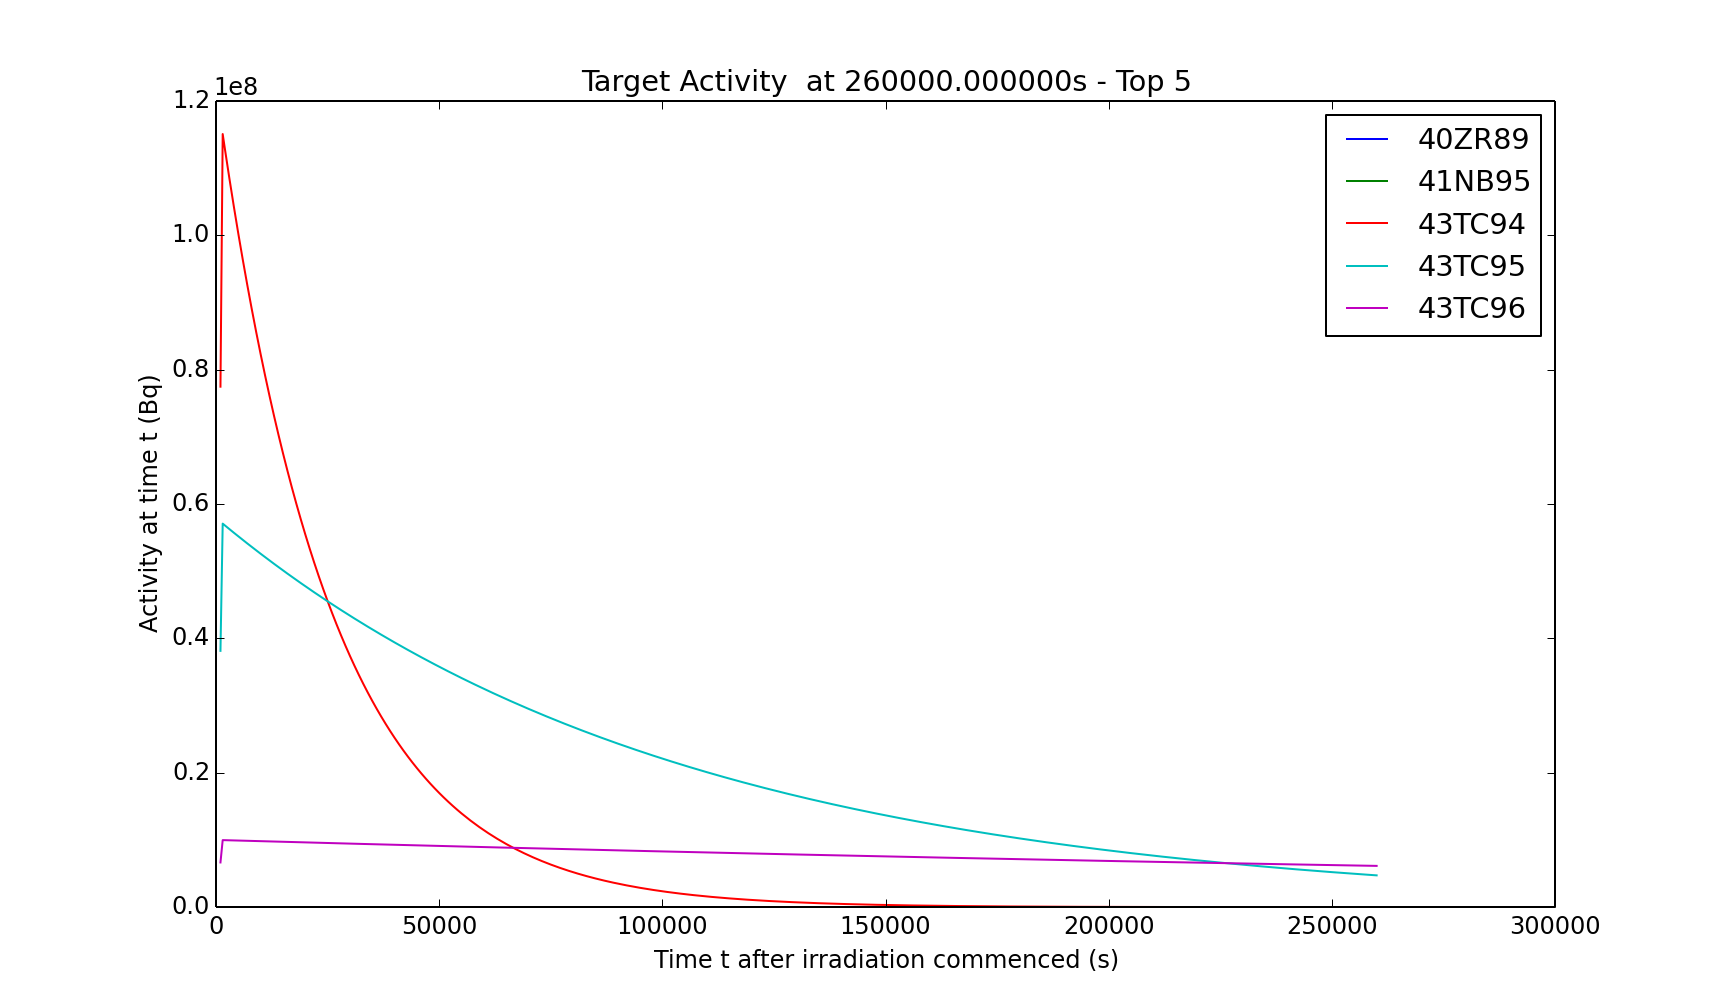 Target Activity  at 260000.000000s - Top 5
1e8
1.2
1.0
0.8
0.6
0.4
0.2
0.0
Activity at time t (Bq)
40ZR89
41NB95
43TC94
43TC95
43TC96
0 50000 100000 150000 200000 250000 300000
Time t after irradiation commenced (s)